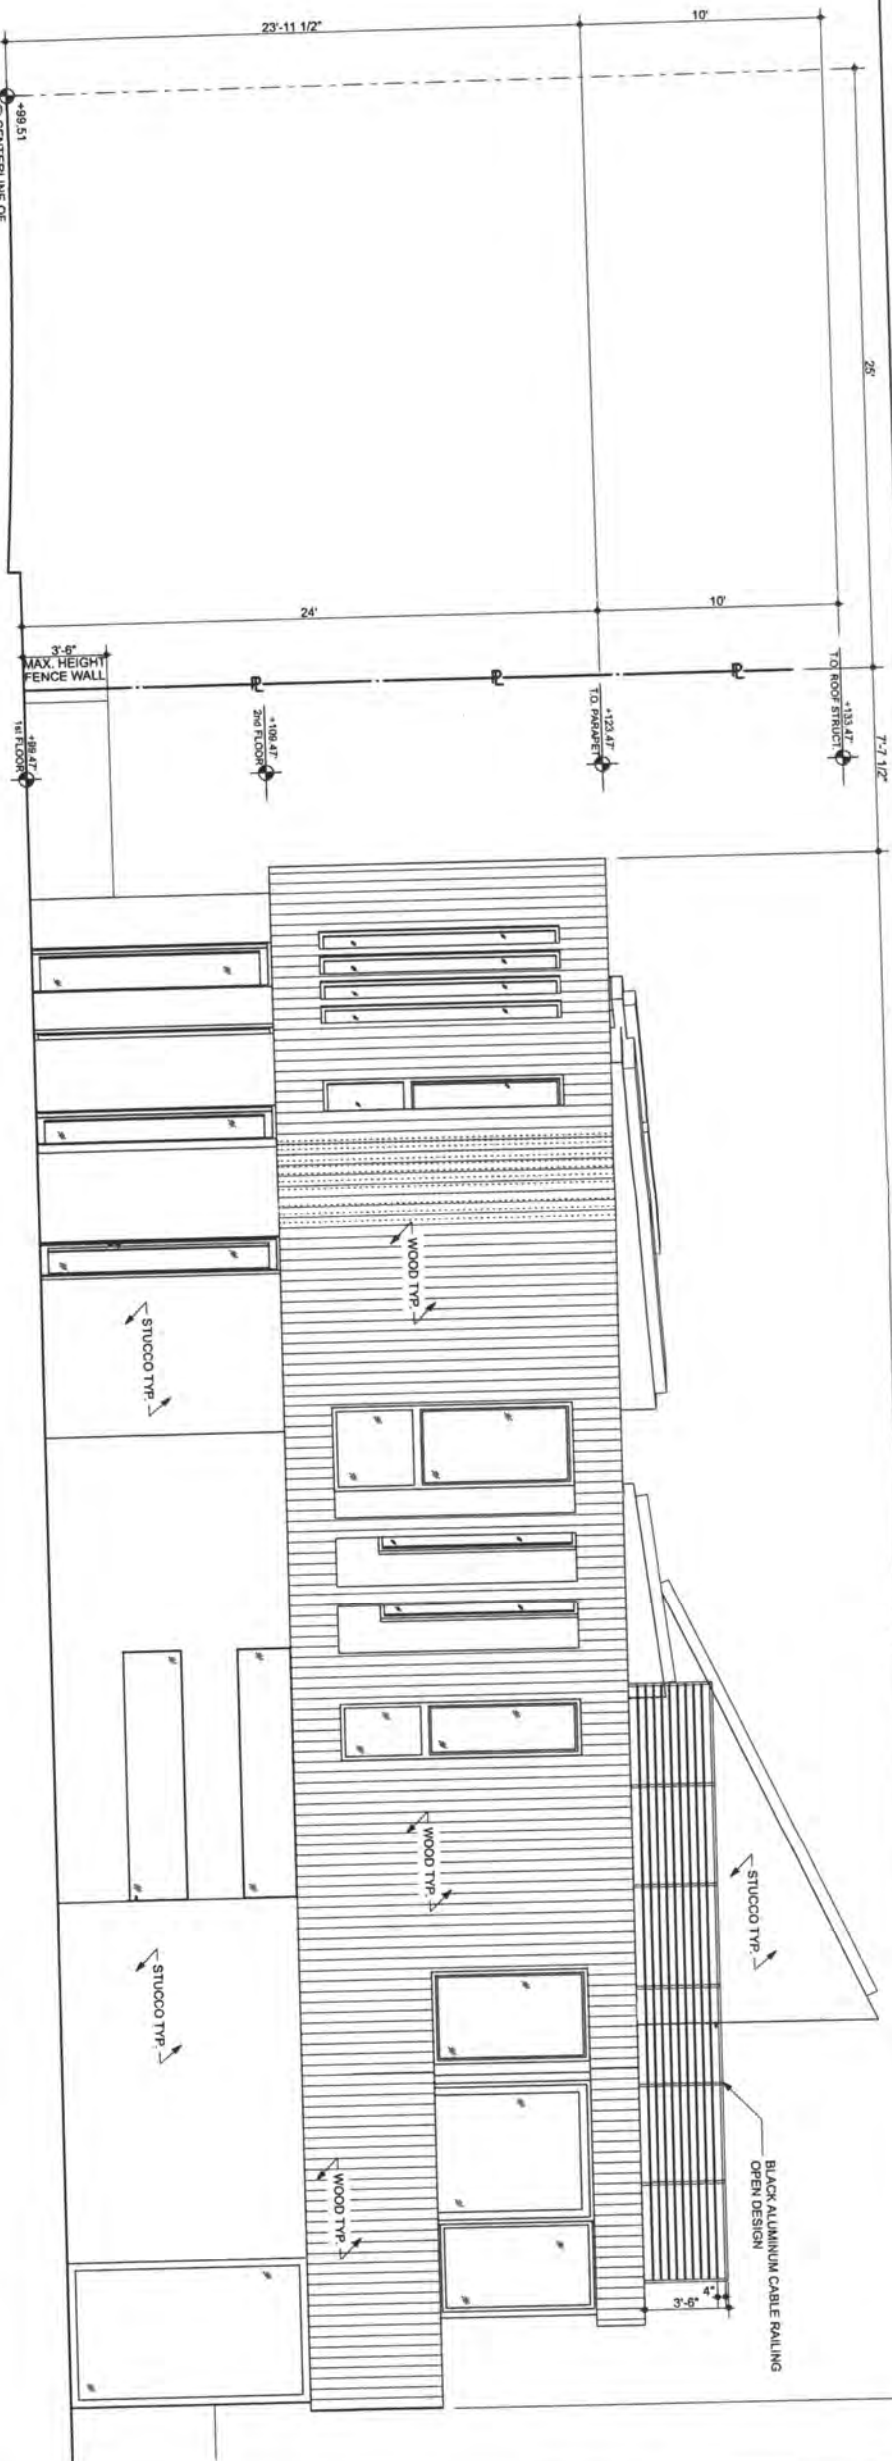 23'-11 1/2"
10'
+99.51
@ CENTERLINE OF
25'
24'
10'
3'-6"
MAX. HEIGHT
FENCE WALL
PL
PL
PL
+99.47'
1st FLOOR
+109.47'
2nd FLOOR
+123.47'
T.O. PARAPET
+133.47'
T.O. ROOF STRUCT.
7'-7 1/2"
WOOD TYP.
STUCCO TYP.
WOOD TYP.
STUCCO TYP.
STUCCO TYP.
WOOD TYP.
BLACK ALUMINUM CABLE RAILING
OPEN DESIGN
4"
3'-6"